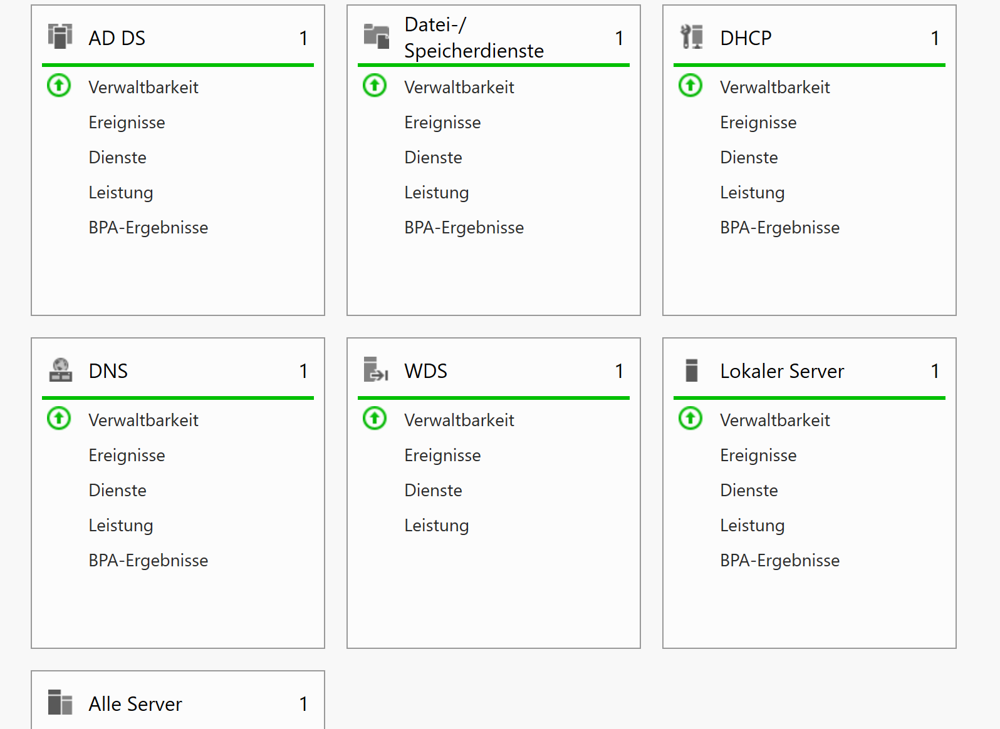 AD DS 1
Verwaltbarkeit
Ereignisse
Dienste
Leistung
BPA-Ergebnisse
Datei-/
Speicherdienste 1
Verwaltbarkeit
Ereignisse
Dienste
Leistung
BPA-Ergebnisse
DHCP 1
Verwaltbarkeit
Ereignisse
Dienste
Leistung
BPA-Ergebnisse
DNS 1
Verwaltbarkeit
Ereignisse
Dienste
Leistung
BPA-Ergebnisse
WDS 1
Verwaltbarkeit
Ereignisse
Dienste
Leistung
Lokaler Server 1
Verwaltbarkeit
Ereignisse
Dienste
Leistung
BPA-Ergebnisse
Alle Server 1